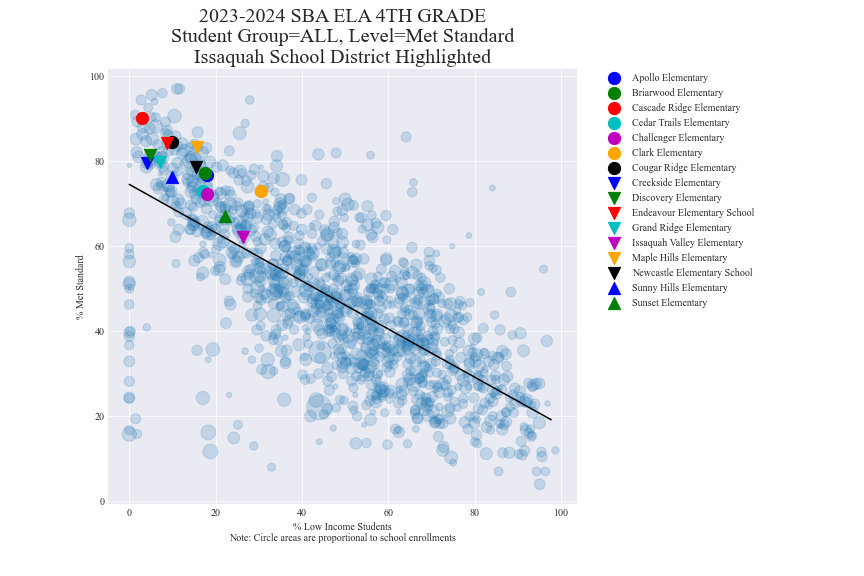 2023-2024 SBA ELA 4TH GRADE
Student Group=ALL, Level=Met Standard
Issaquah School District Highlighted
100
80
60
40
20
0
% Met Standard
0 20 40 60 80 100
% Low Income Students
Note: Circle areas are proportional to school enrollments
Apollo Elementary
Briarwood Elementary
Cascade Ridge Elementary
Cedar Trails Elementary
Challenger Elementary
Clark Elementary
Cougar Ridge Elementary
Creekside Elementary
Discovery Elementary
Endeavour Elementary School
Grand Ridge Elementary
Issaquah Valley Elementary
Maple Hills Elementary
Newcastle Elementary School
Sunny Hills Elementary
Sunset Elementary